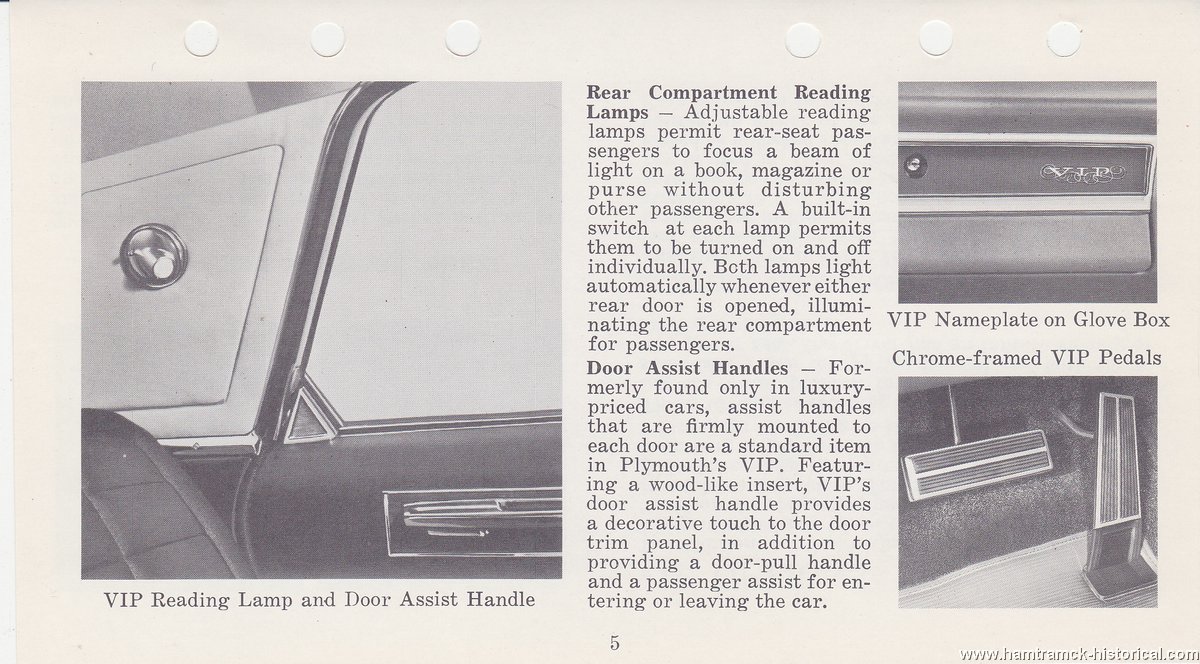 Rear Compartment Reading
Lamps — Adjustable reading
lamps permit rear-seat pas-
sengers to focus a beam of
light on a book, magazine or
purse without disturbing
other passengers. A built-in
switch at each lamp permits
them to be turned on and off
individually. Both lamps light
automatically whenever either
rear door is opened, illumi-
nating the rear compartment
for passengers.
Door Assist Handles — For-
merly found only in luxury-
priced cars, assist handles
that are firmly mounted to
each door are a standard item
in Plymouth's VIP. Featur-
ing a wood-like insert, VIP's
door assist handle provides
a decorative touch to the door
trim panel, in addition to
providing a door-pull handle
and a passenger assist for en-
tering or leaving the car.
VIP Reading Lamp and Door Assist Handle
VIP
VIP Nameplate on Glove Box
Chrome-framed VIP Pedals
5
www.hamtramck-historical.com